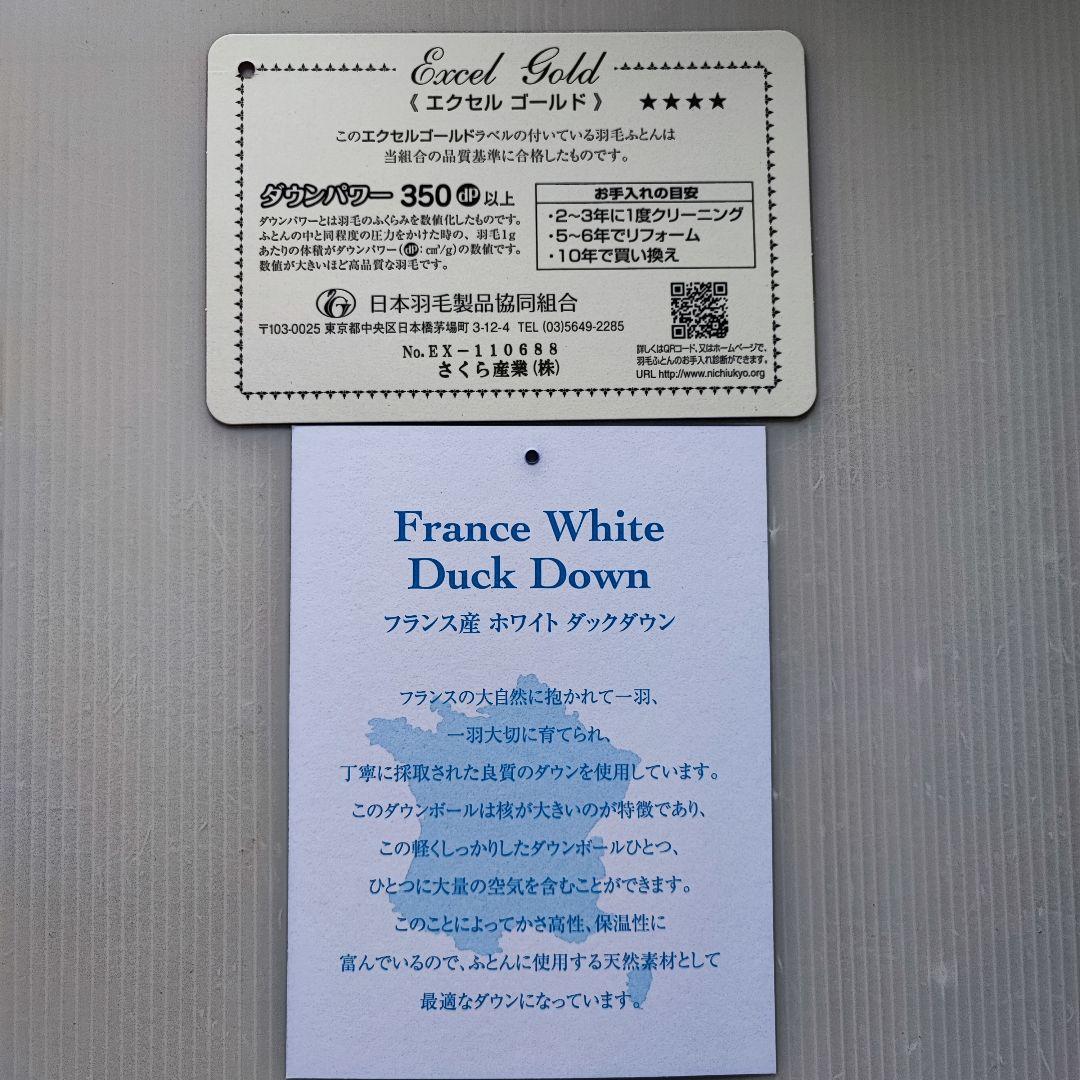 Excel Gold
《 エクセル ゴールド 》 ★★★★
このエクセルゴールドラベルの付いている羽毛ふとんは
当組合の品質基準に合格したものです。
ダウンパワー 350 dP 以上
ダウンパワーとは羽毛のふくらみを数値化したものです。
ふとんの中と同程度の圧力をかけた時の、羽毛1g
あたりの体積がダウンパワー(dP:㎤/g)の数値です。
数値が大きいほど高品質な羽毛です。
お手入れの目安
・2〜3年に1度クリーニング
・5〜6年でリフォーム
・10年で買い換え
日本羽毛製品協同組合
〒103-0025 東京都中央区日本橋茅場町 3-12-4 TEL (03)5649-2285
No.EX-110688
さくら産業(株)
詳しくはQRコード、又はホームページで、
羽毛ふとんのお手入れ診断ができます。
URL http://www.nichiukyo.org
France White
Duck Down
フランス産 ホワイト ダックダウン
フランスの大自然に抱かれて一羽、
一羽大切に育てられ、
丁寧に採取された良質のダウンを使用しています。
このダウンボールは核が大きいのが特徴であり、
この軽くしっかりしたダウンボールひとつ、
ひとつに大量の空気を含むことができます。
このことによってかさ高性、保温性に
富んでいるので、ふとんに使用する天然素材として
最適なダウンになっています。